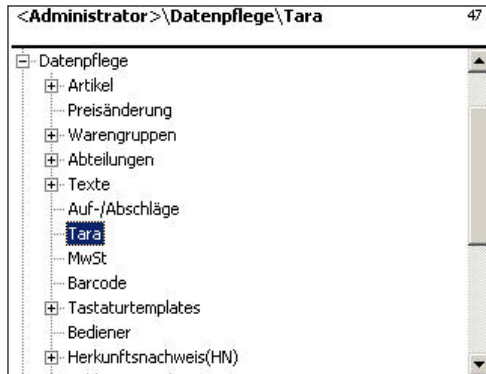 <Administrator>\Datenpflege\Tara 47
Datenpflege
Artikel
Preisänderung
Warengruppen
Abteilungen
Texte
Auf-/Abschläge
Tara
MwSt
Barcode
Tastaturtemplates
Bediener
Herkunftsnachweis(HN)